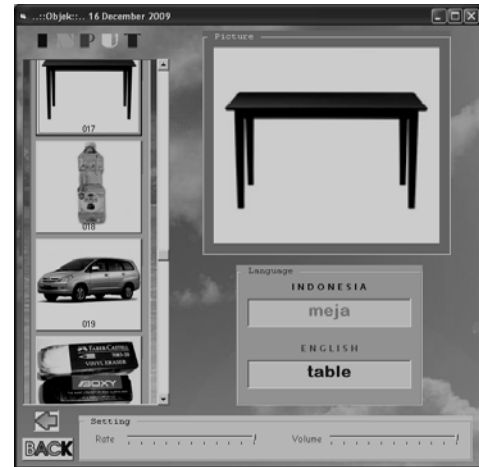 ..::Objek::.. 16 December 2009
INPUT
017
018
019
FABER-CASTELL
VINYL ERASER
BOXY
Picture
Language
INDONESIA
meja
ENGLISH
table
BACK
Setting
Rate
Volume